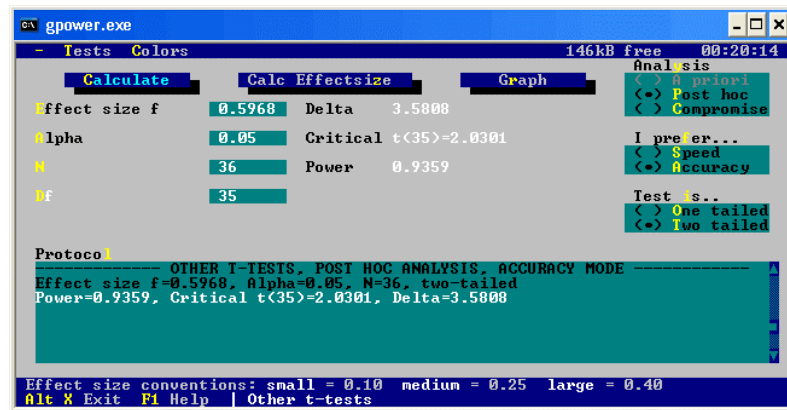 gpower.exe
- Tests Colors 146kB free 00:20:14
Calculate Calc Effectsize Graph
Effect size f 0.5968 Delta 3.5808
Alpha 0.05 Critical t(35)=2.0301
N 36 Power 0.9359
Df 35
Analysis
( ) A priori
(•) Post hoc
( ) Compromise
I prefer...
( ) Speed
(•) Accuracy
Test is..
( ) One tailed
(•) Two tailed
Protocol
------------- OTHER T-TESTS, POST HOC ANALYSIS, ACCURACY MODE ------------
Effect size f=0.5968, Alpha=0.05, N=36, two-tailed
Power=0.9359, Critical t(35)=2.0301, Delta=3.5808
Effect size conventions: small = 0.10 medium = 0.25 large = 0.40
Alt X Exit F1 Help | Other t-tests